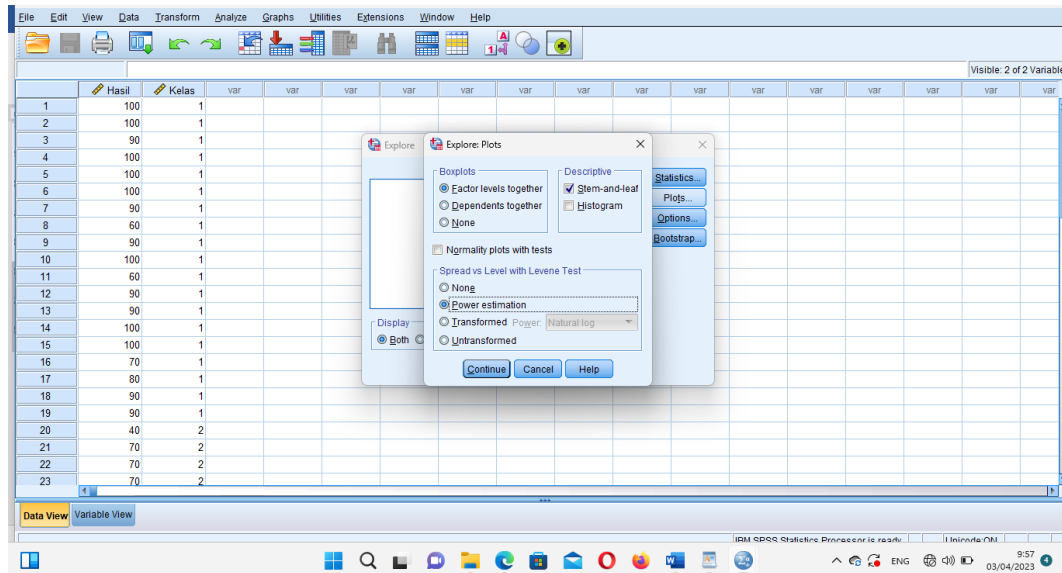 File Edit View Data Transform Analyze Graphs Utilities Extensions Window Help
A
1
Visible: 2 of 2 Variable
Hasil Kelas var var var var var var var var var var var var var var var
1 100 1
2 100 1
3 90 1
4 100 1
5 100 1
6 100 1
7 90 1
8 60 1
9 90 1
10 100 1
11 60 1
12 90 1
13 90 1
14 100 1
15 100 1
16 70 1
17 80 1
18 90 1
19 90 1
20 40 2
21 70 2
22 70 2
23 70 2
Explore
Statistics...
Plots...
Options...
Bootstrap...
Display
Both
Explore: Plots
Boxplots
Factor levels together
Dependents together
None
Descriptive
Stem-and-leaf
Histogram
Normality plots with tests
Spread vs Level with Levene Test
None
Power estimation
Transformed Power: Natural log
Untransformed
Continue Cancel Help
Data View Variable View
IBM SPSS Statistics Processor is ready Unicode:ON
ENG 9:57
03/04/2023 4